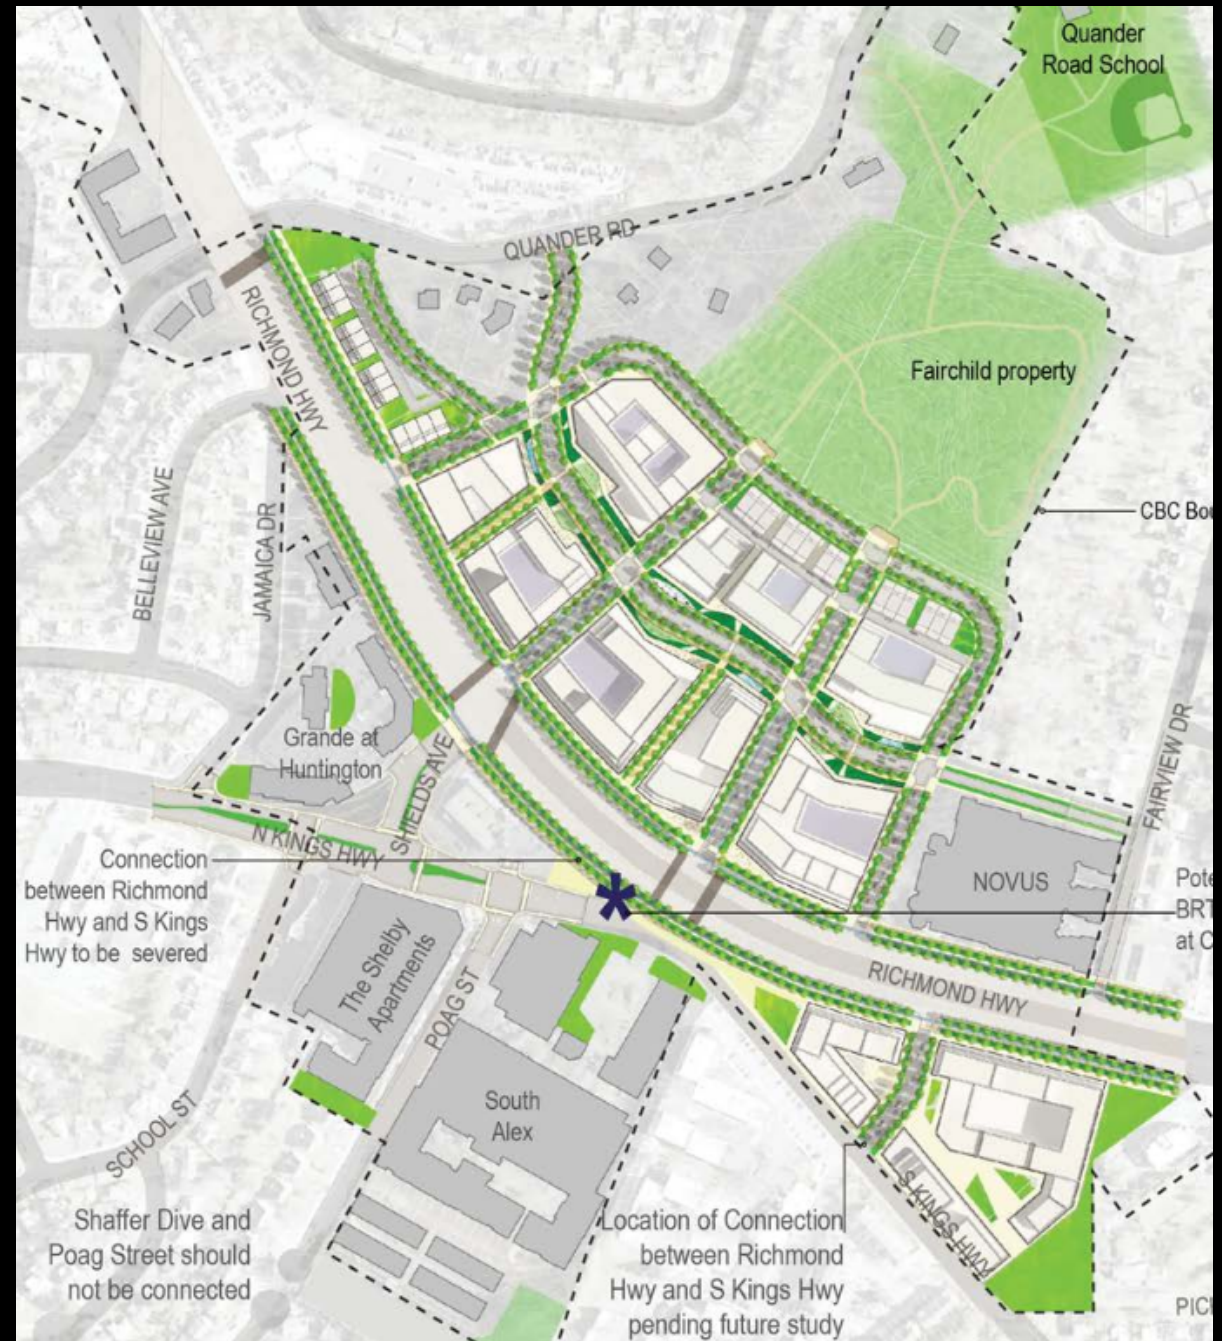 Quander
Road School
QUANDER RD
RICHMOND HWY
Fairchild property
BELLEVIEW AVE
JAMAICA DR
CBC
Grande at
Huntington
SHIELDS AVE
FAIRVIEW DR
N KINGS HWY
Connection
between Richmond
Hwy and S Kings
Hwy to be severed
*
NOVUS
BRT
at
The Shelby
Apartments
POAG ST
RICHMOND HWY
South
Alex
SCHOOL ST
S KINGS HWY
Shaffer Dive and
Poag Street should
not be connected
Location of Connection
between Richmond
Hwy and S Kings Hwy
pending future study